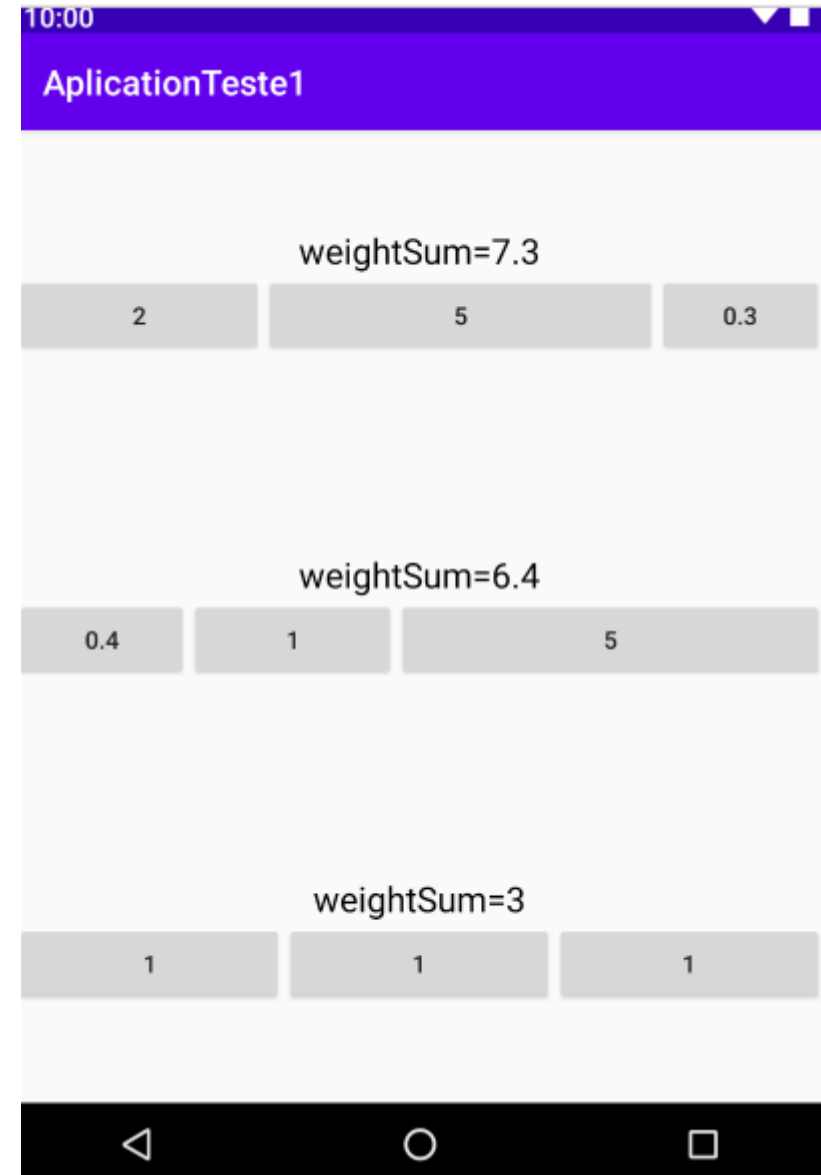 10:00
AplicationTeste1
weightSum=7.3
2 5 0.3
weightSum=6.4
0.4 1 5
weightSum=3
1 1 1